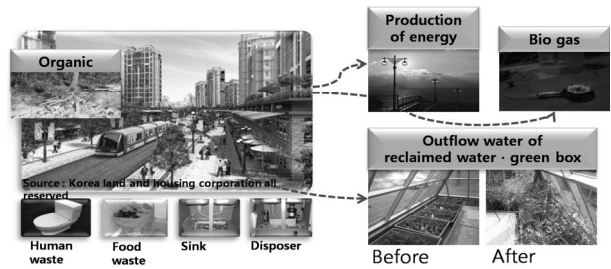 Organic
Source : Korea land and housing corporation all
reserved
Human
waste
Food
waste
Sink
Disposer
Production
of energy
Bio gas
Outflow water of
reclaimed water · green box
Before
After